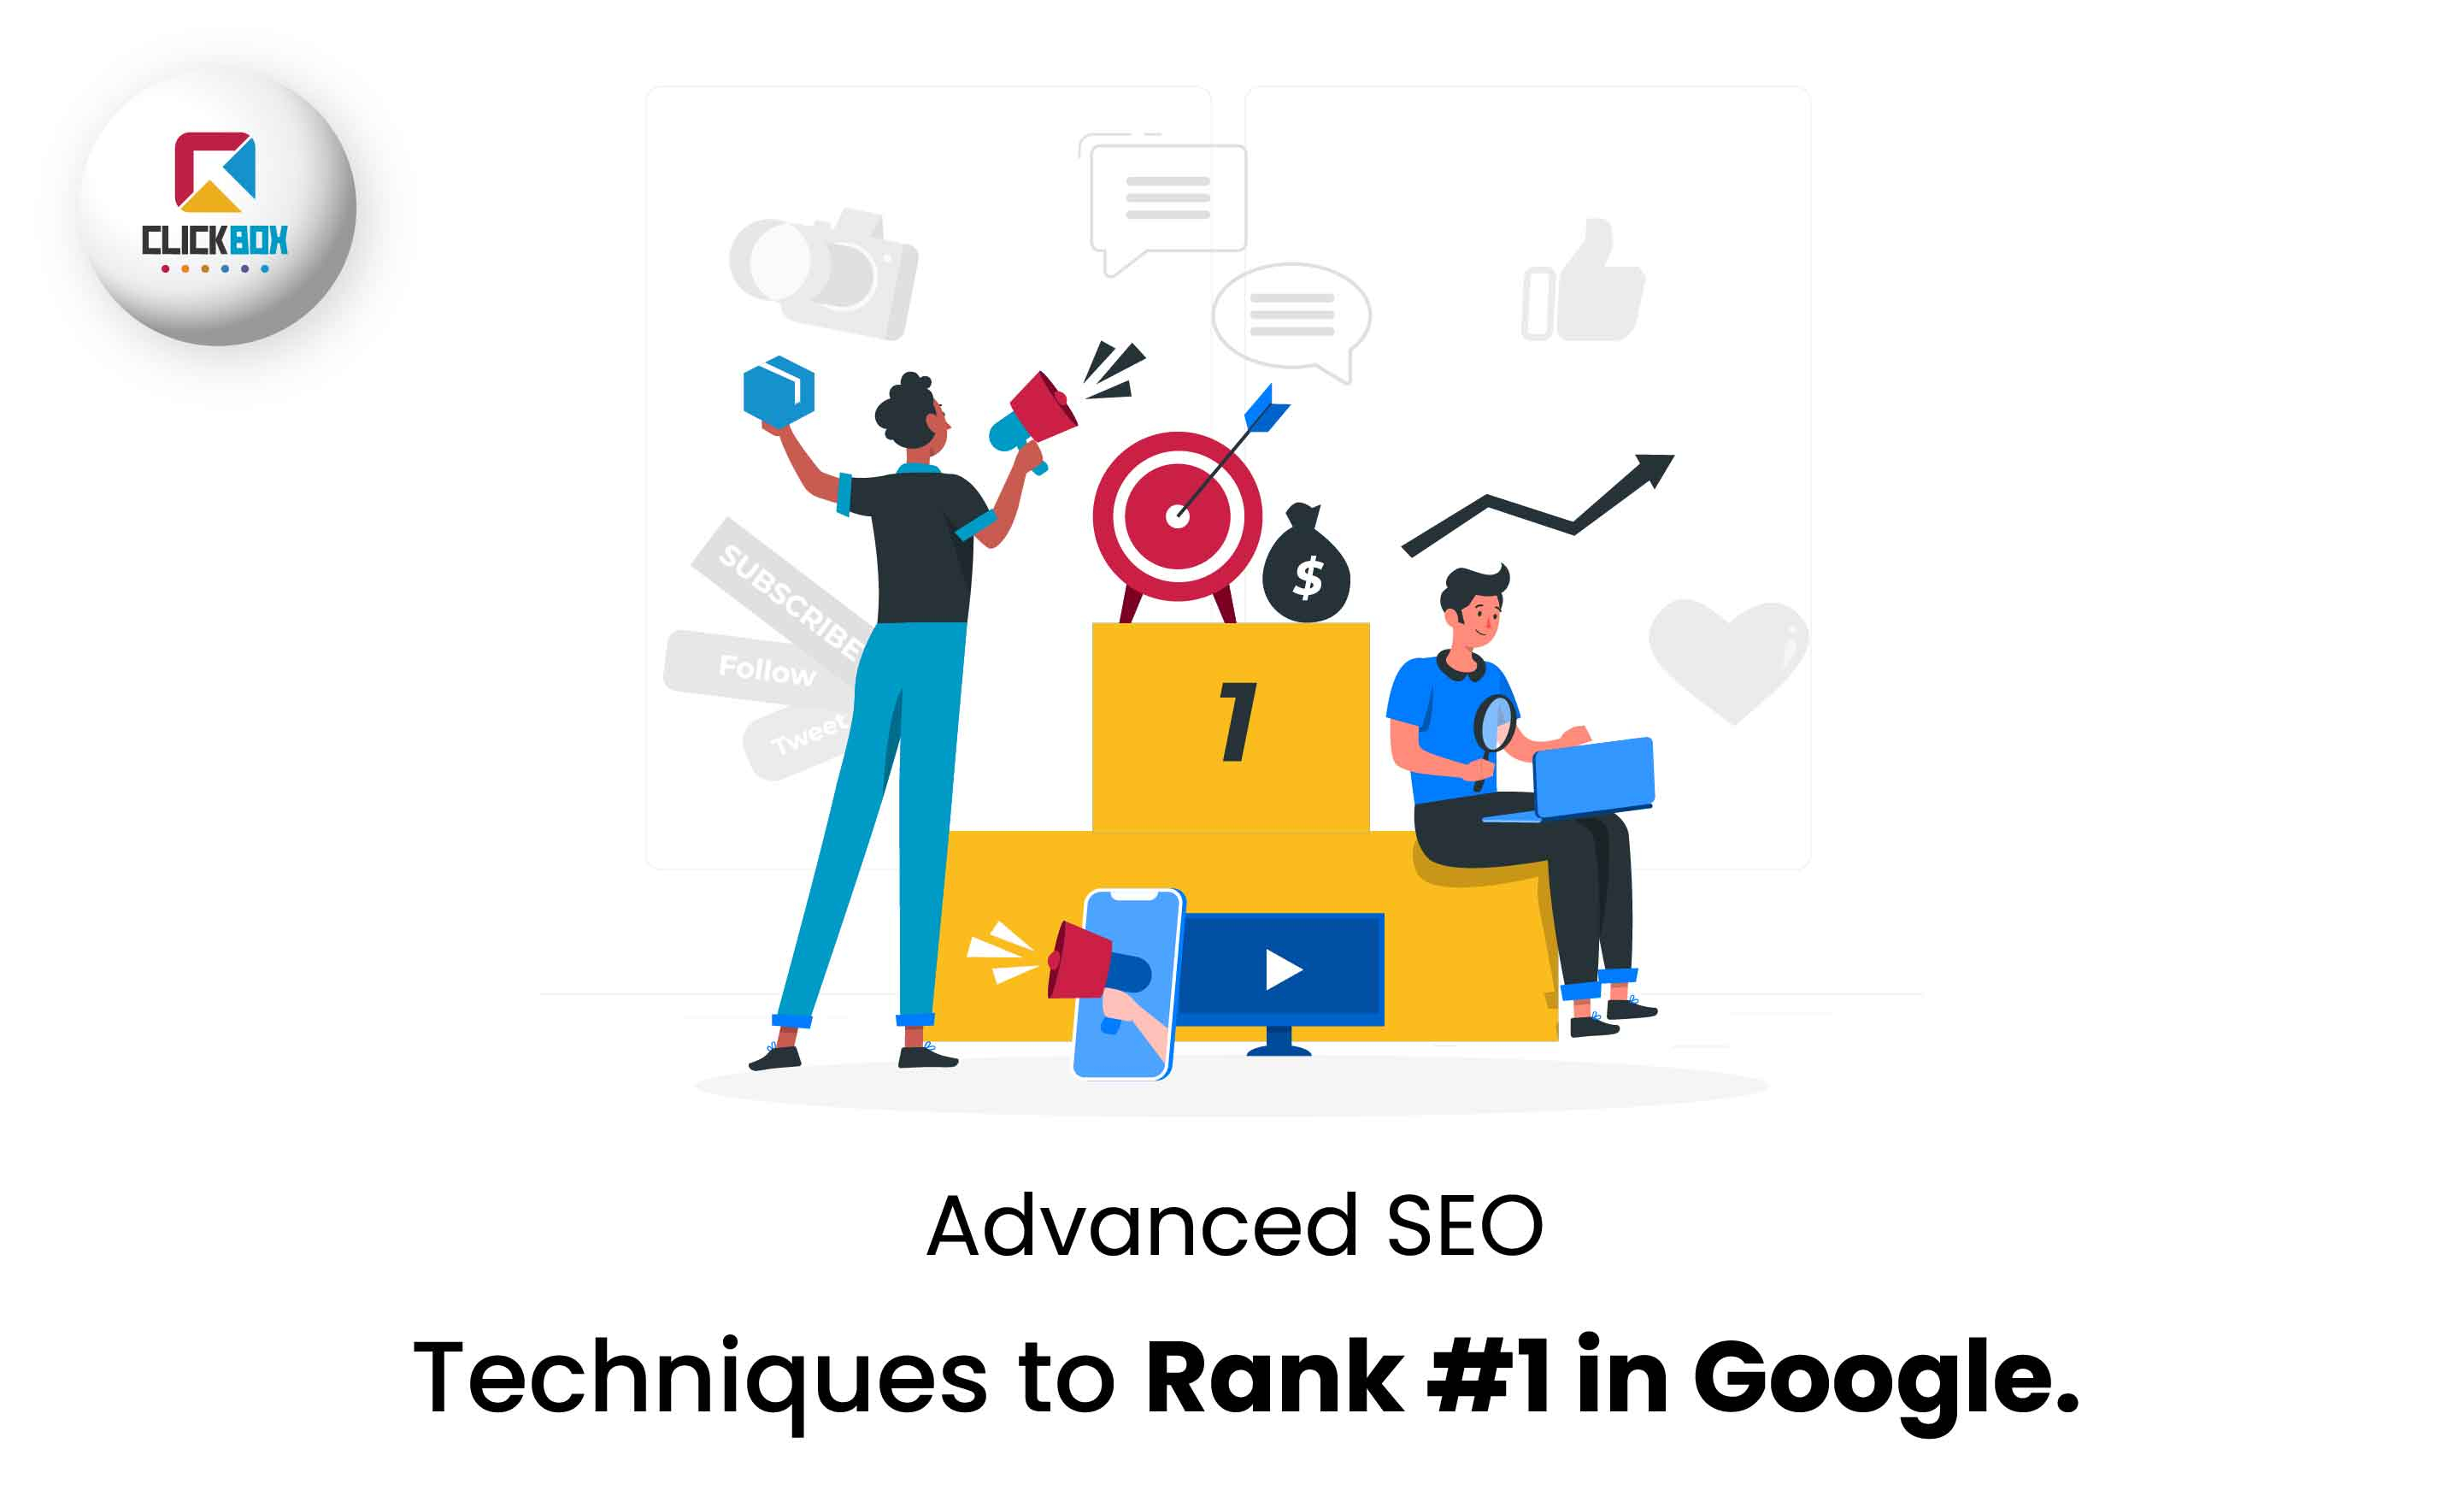 CLICKBOX
$
SUBSCRIBE
Follow
Tweet
1
Advanced SEO
Techniques to Rank #1 in Google.